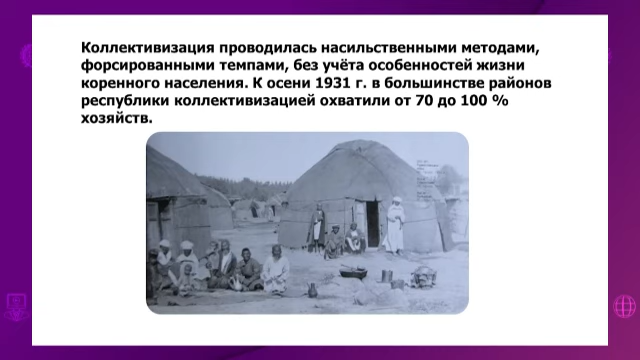 Коллективизация проводилась насильственными методами,
форсированными темпами, без учёта особенностей жизни
коренного населения. К осени 1931 г. в большинстве районов
республики коллективизацией охватили от 70 до 100 %
хозяйств.